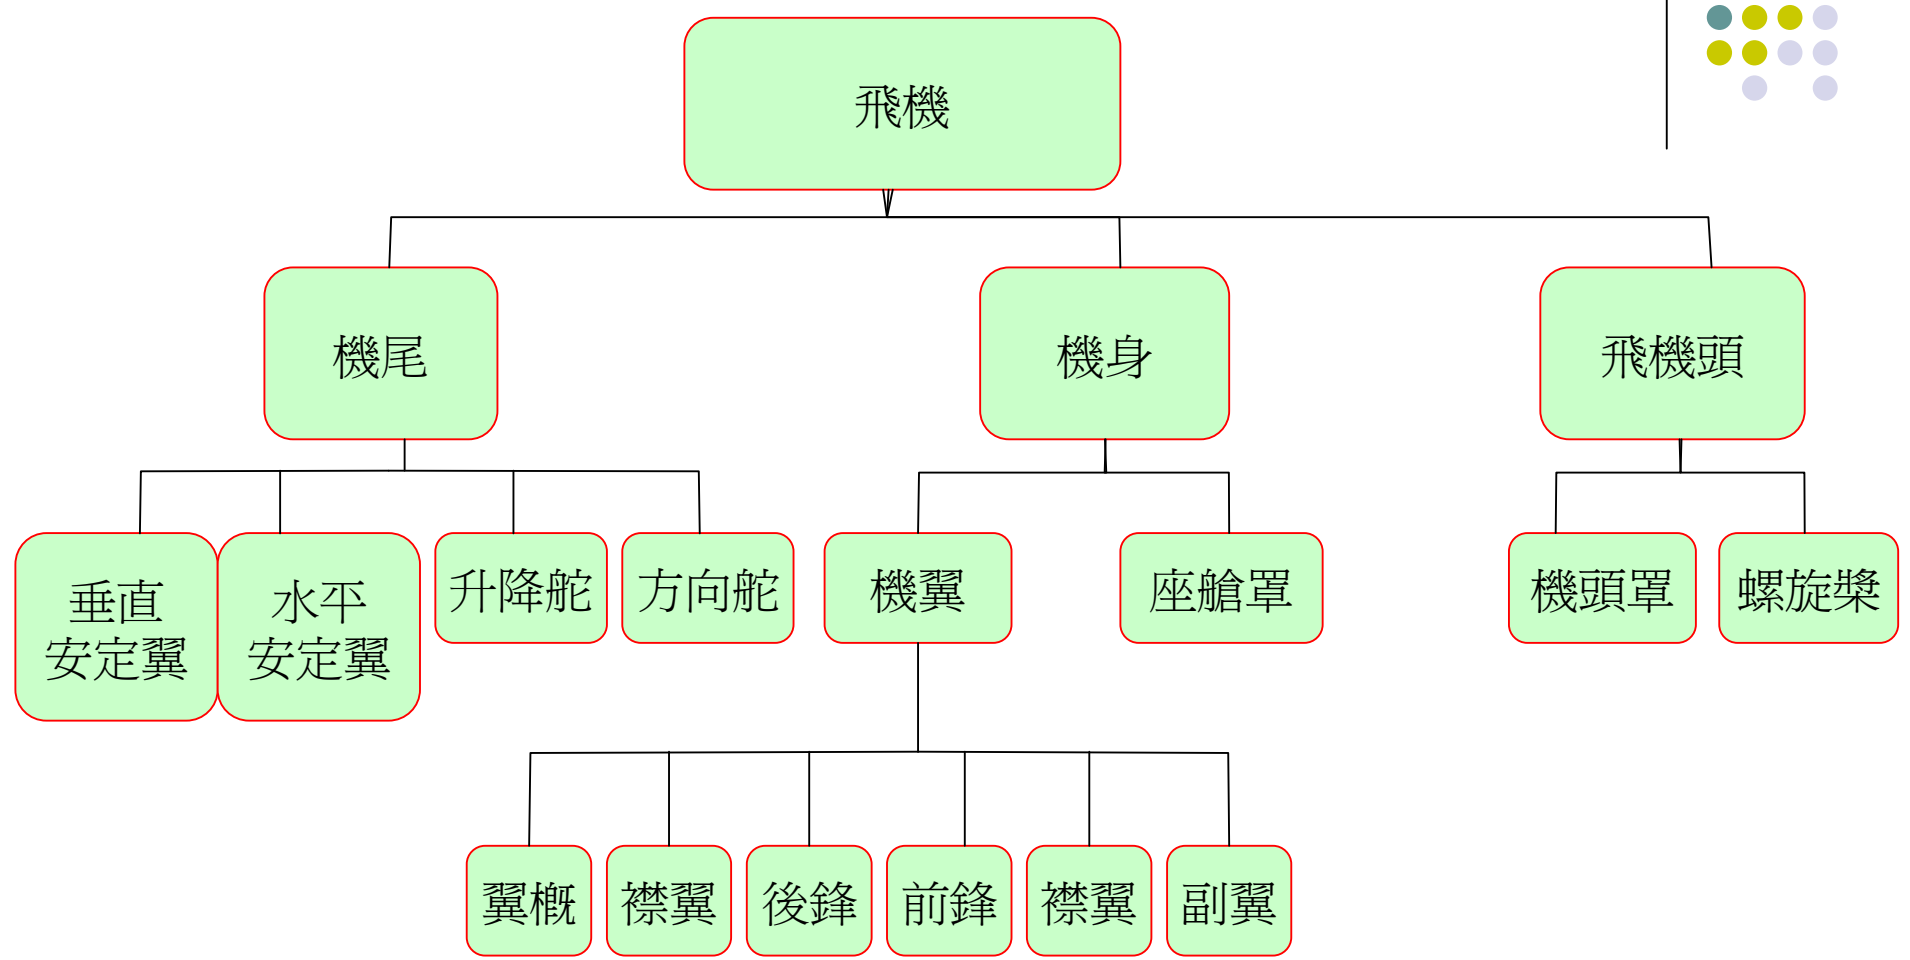 飛機
機尾
機身
飛機頭
垂直
安定翼
水平
安定翼
升降舵
方向舵
機翼
座艙罩
機頭罩
螺旋槳
翼概
襟翼
後鋒
前鋒
襟翼
副翼